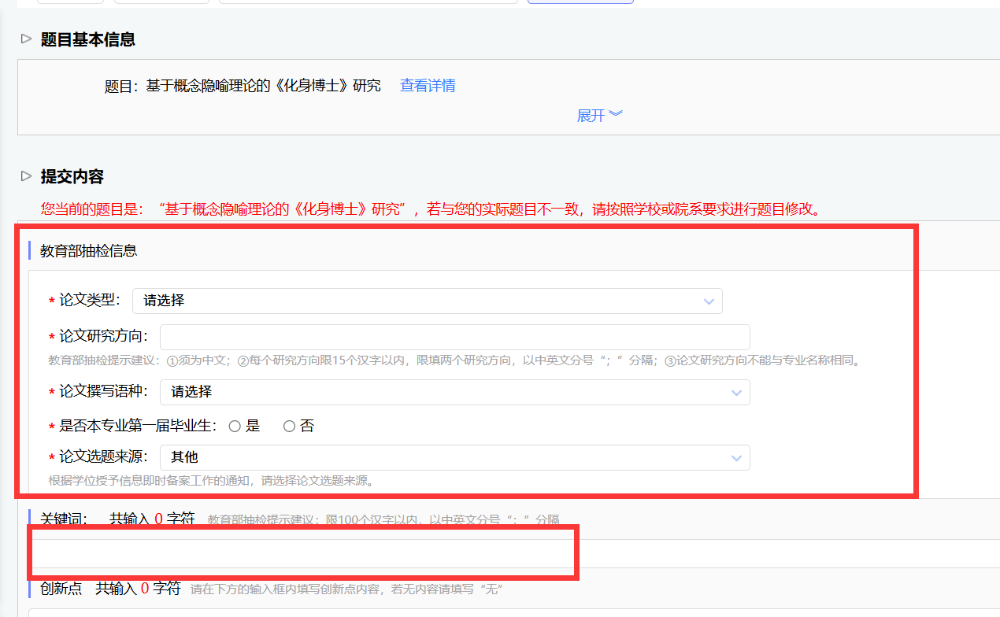 题目基本信息
题目：基于概念隐喻理论的《化身博士》研究 查看详情
展开
提交内容
您当前的题目是：“基于概念隐喻理论的《化身博士》研究”，若与您的实际题目不一致，请按照学校或院系要求进行题目修改。
教育部抽检信息
* 论文类型： 请选择
* 论文研究方向：
教育部抽检提示建议：①须为中文；②每个研究方向限15个汉字以内，限填两个研究方向，以中英文分号“；”分隔；③论文研究方向不能与专业名称相同。
* 论文撰写语种： 请选择
* 是否本专业第一届毕业生： 是 否
* 论文选题来源： 其他
根据学位授予信息即时备案工作的通知，请选择论文选题来源。
关键词： 共输入 0 字符 教育部抽检提示建议：限100个汉字以内，以中英文分号“；”分隔
创新点 共输入 0 字符 请在下方的输入框内填写创新点内容，若无内容请填写“无”